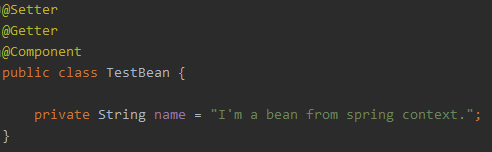 @Setter
@Getter
@Component
public class TestBean {
private String name = "I'm a bean from spring context.";
}